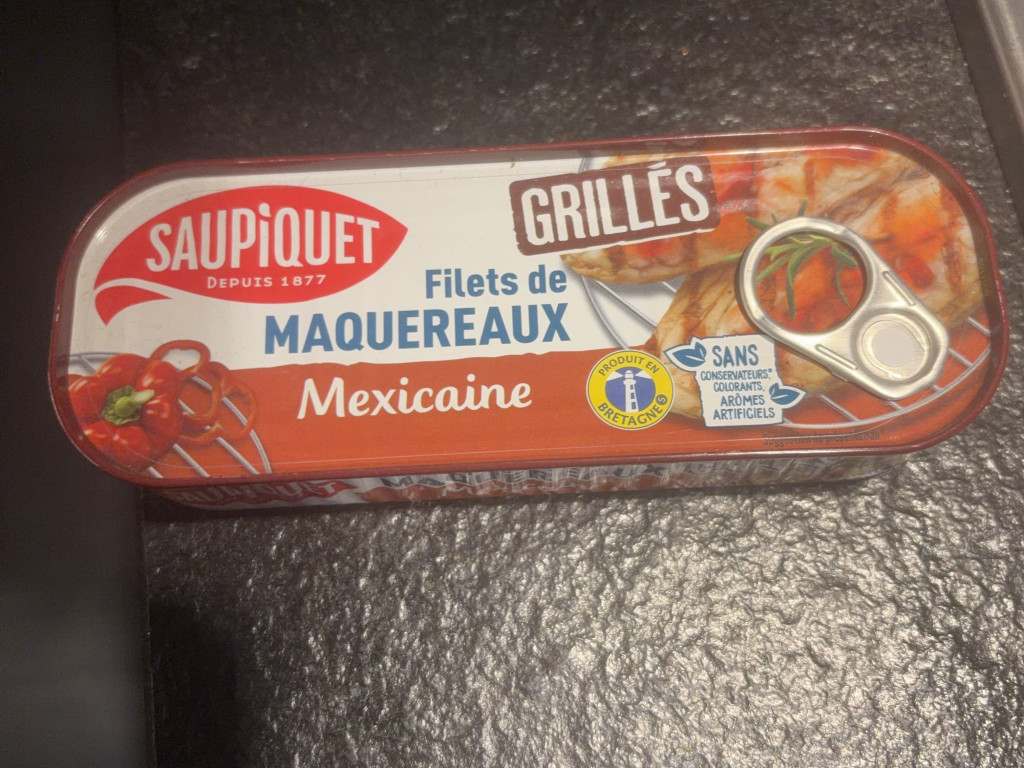 SAUPiQUET
DEPUIS 1877
GRILLÉS
Filets de
MAQUEREAUX
Mexicaine
PRODUIT EN
BRETAGNE
SANS
CONSERVATEURS,*
COLORANTS,
ARÔMES
ARTIFICIELS